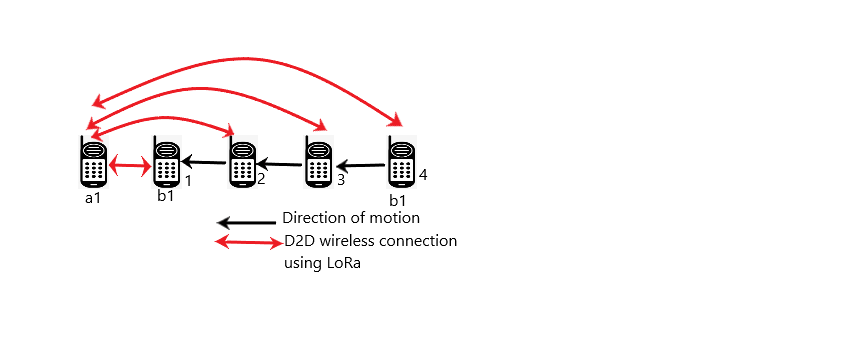 1
2
3
4
a1
b1
b1
Direction of motion
D2D wireless connection
using LoRa